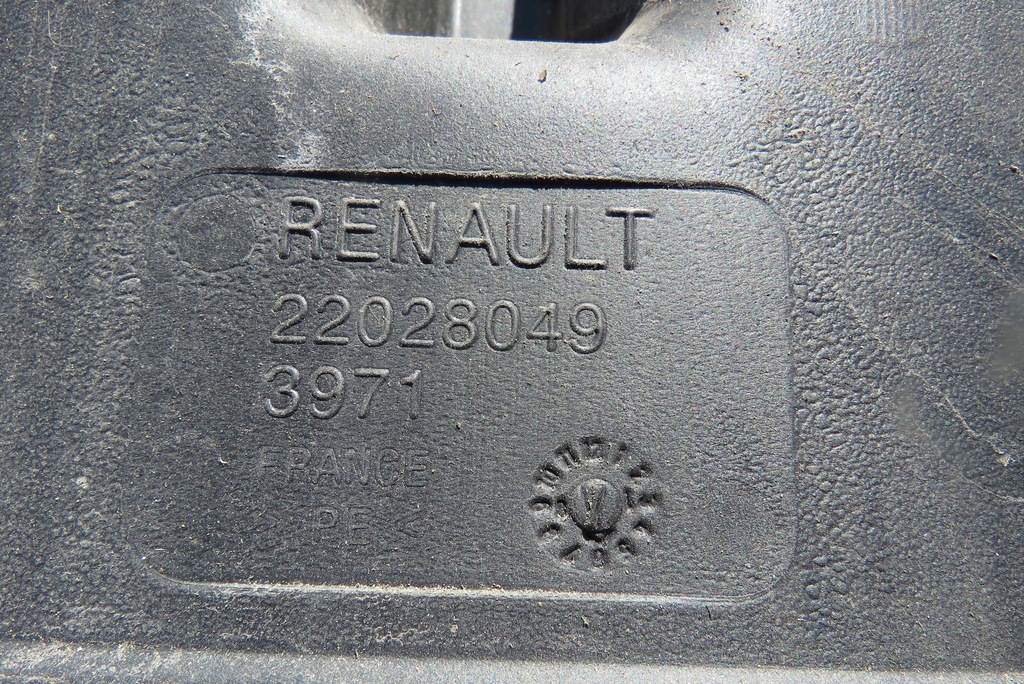 RENAULT
22028049
3971
FRANCE
>PE<